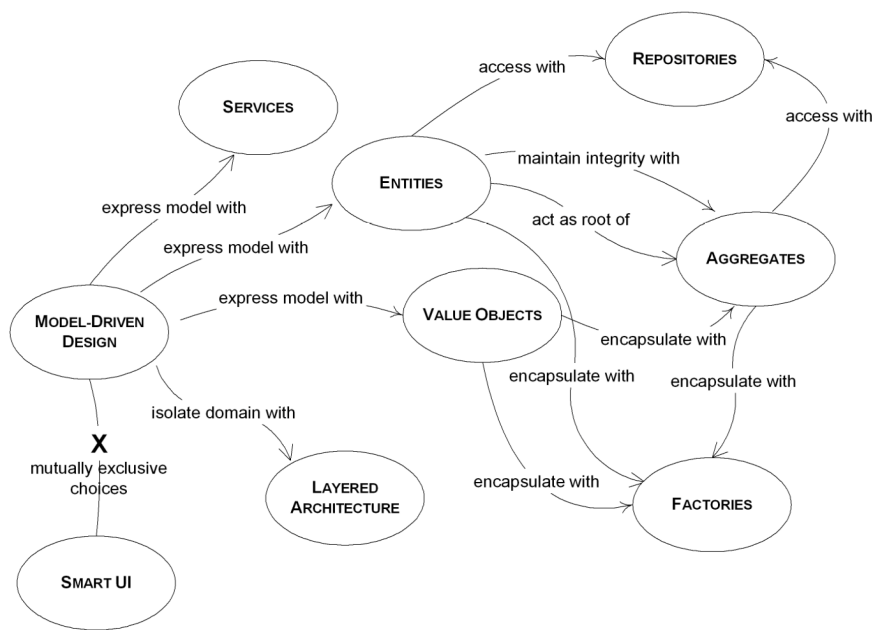 REPOSITORIES
access with
SERVICES
access with
maintain integrity with
ENTITIES
express model with
act as root of
express model with
AGGREGATES
express model with
MODEL-DRIVEN
DESIGN
VALUE OBJECTS
encapsulate with
encapsulate with
encapsulate with
isolate domain with
X
mutually exclusive
choices
encapsulate with
LAYERED
ARCHITECTURE
FACTORIES
SMART UI